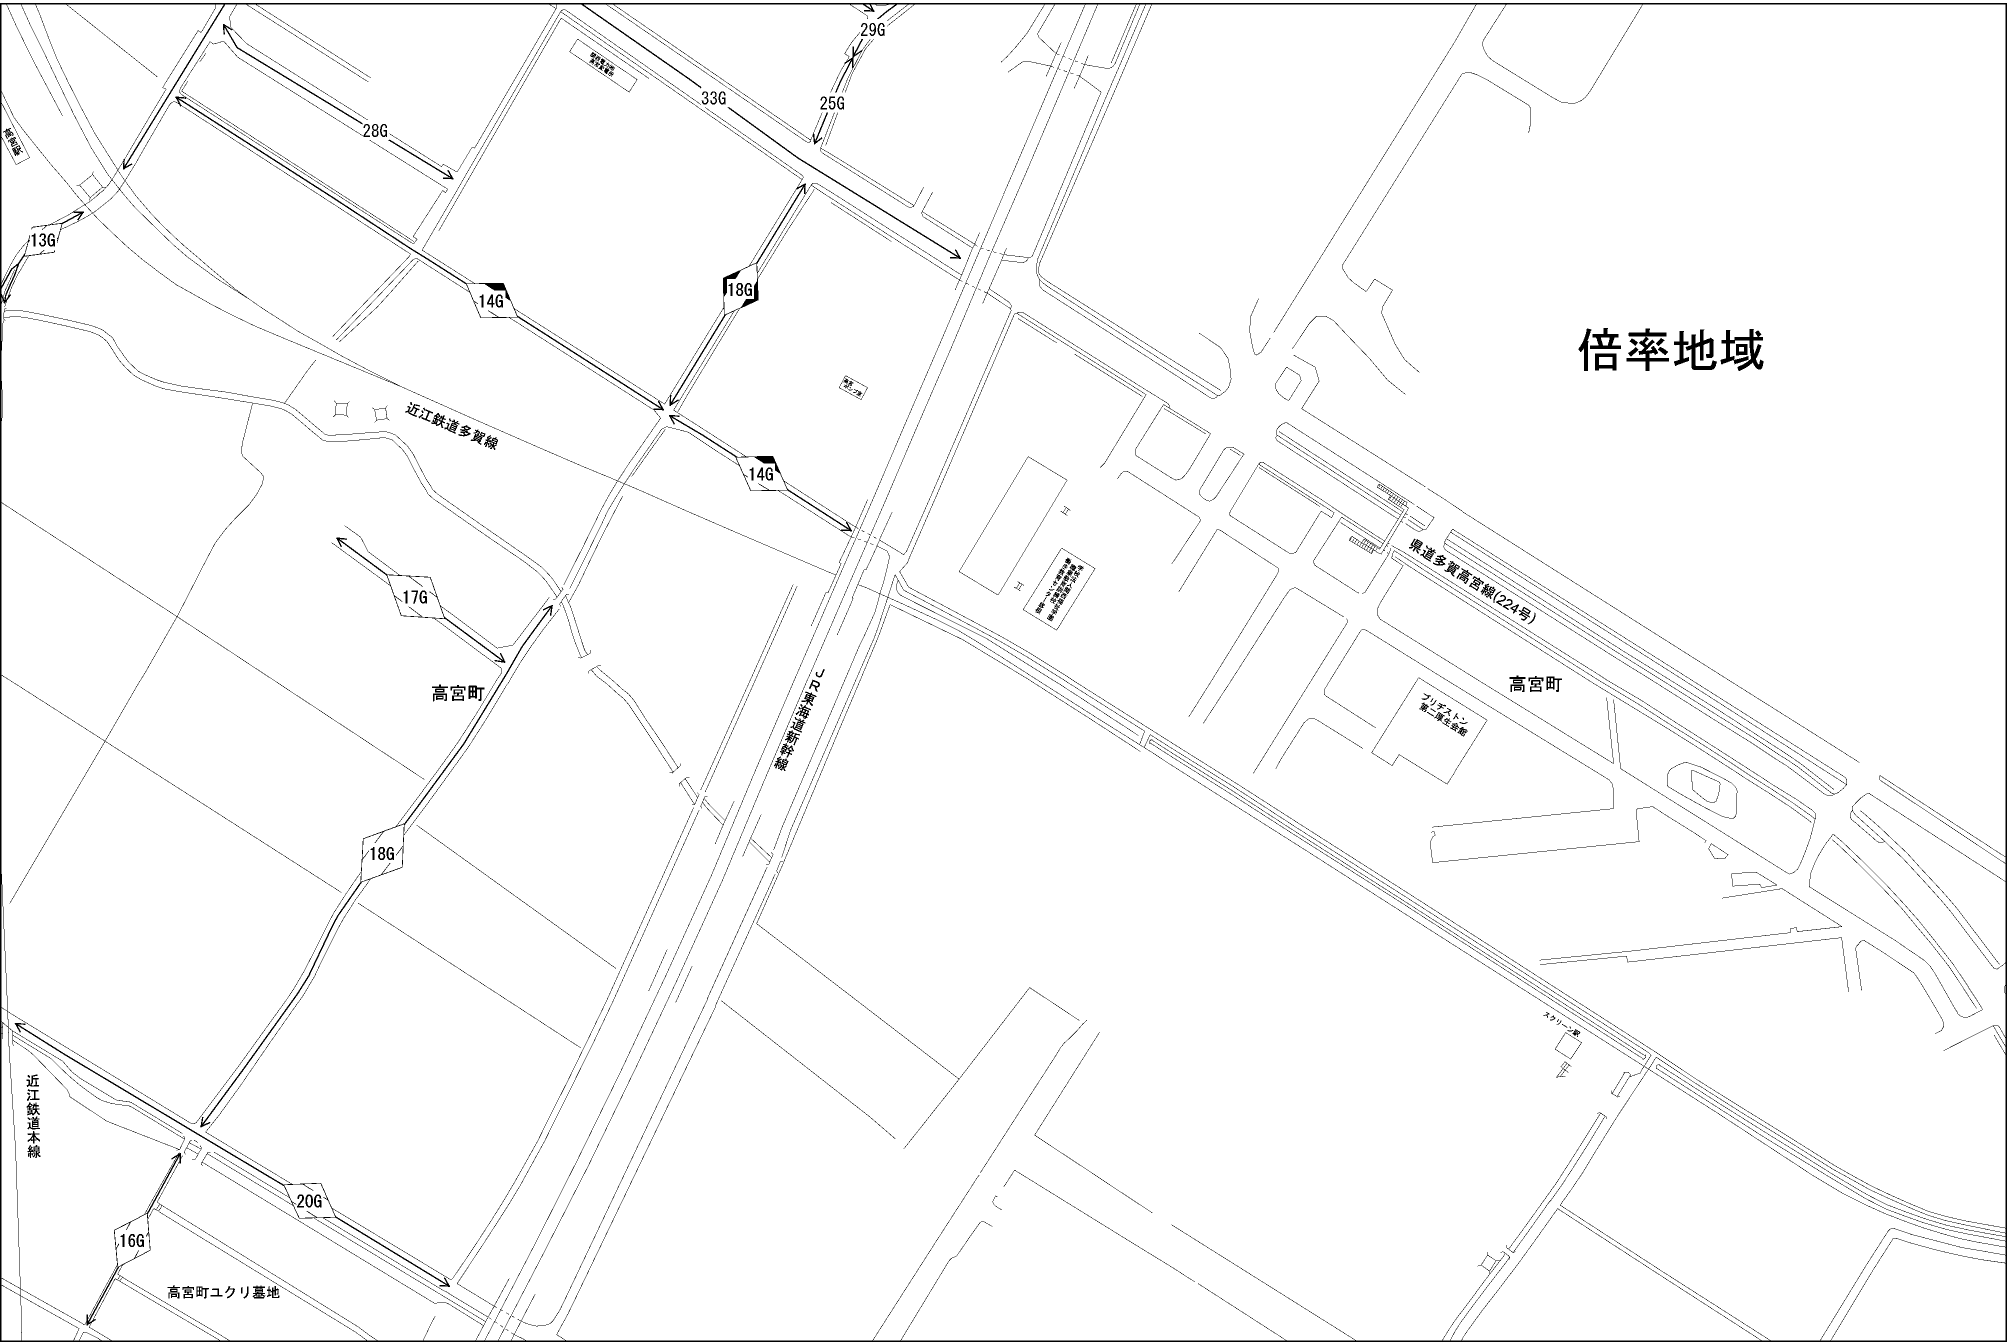 29G
33G
25G
28G
13G
14G
18G
倍率地域
近江鉄道多賀線
14G
県道多賀高宮線(224号)
17G
高宮町
JR東海道新幹線
高宮町
ブリヂストン
第二厚生会館
18G
スクリーン駅
近江鉄道本線
20G
16G
高宮町ユクリ墓地